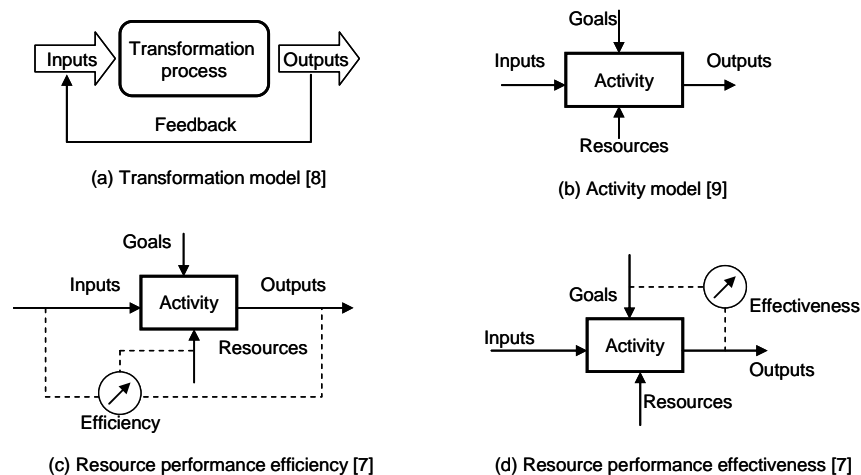 Inputs
Transformation
process
Outputs
Feedback
(a) Transformation model [8]
Goals
Inputs
Outputs
Activity
Resources
(b) Activity model [9]
Goals
Inputs
Outputs
Activity
Resources
Efficiency
(c) Resource performance efficiency [7]
Goals
Effectiveness
Inputs
Activity
Outputs
Resources
(d) Resource performance effectiveness [7]